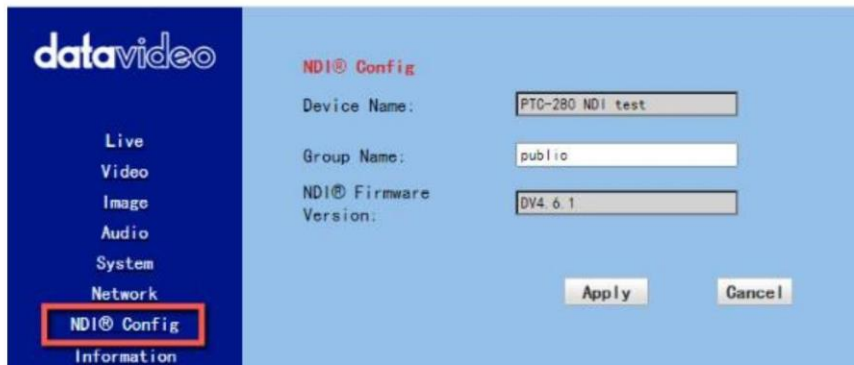 datavideo
Live
Video
Image
Audio
System
Network
NDI® Config
Information
NDI® Config
Device Name:
PTC-280 NDI test
Group Name:
public
NDI® Firmware
Version:
DV4.6.1
Apply
Cancel